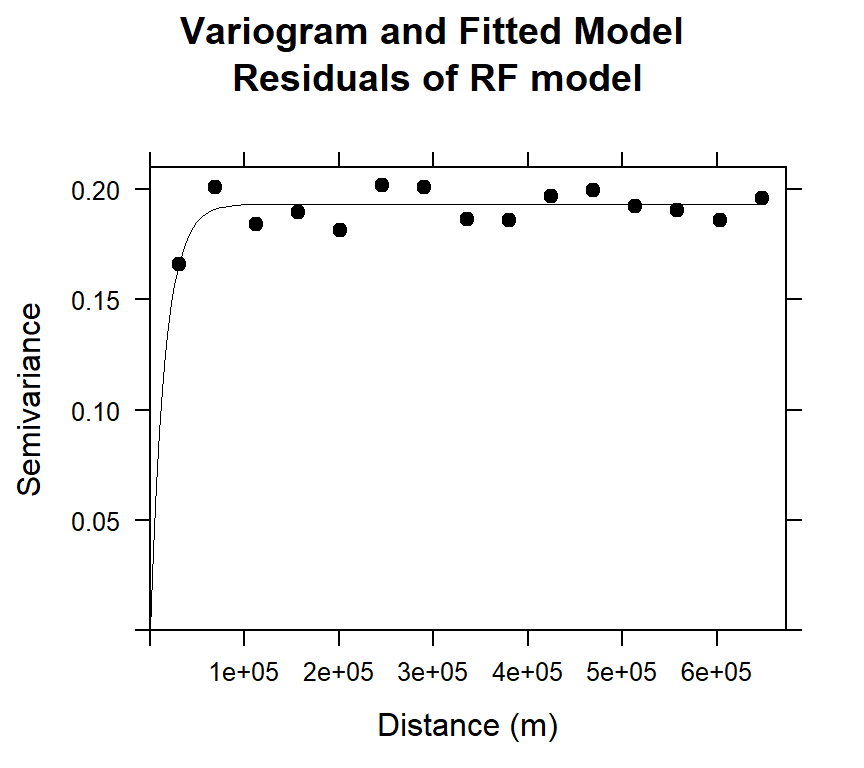 Variogram and Fitted Model
Residuals of RF model
0.20
0.15
0.10
0.05
Semivariance
1e+05 2e+05 3e+05 4e+05 5e+05 6e+05
Distance (m)